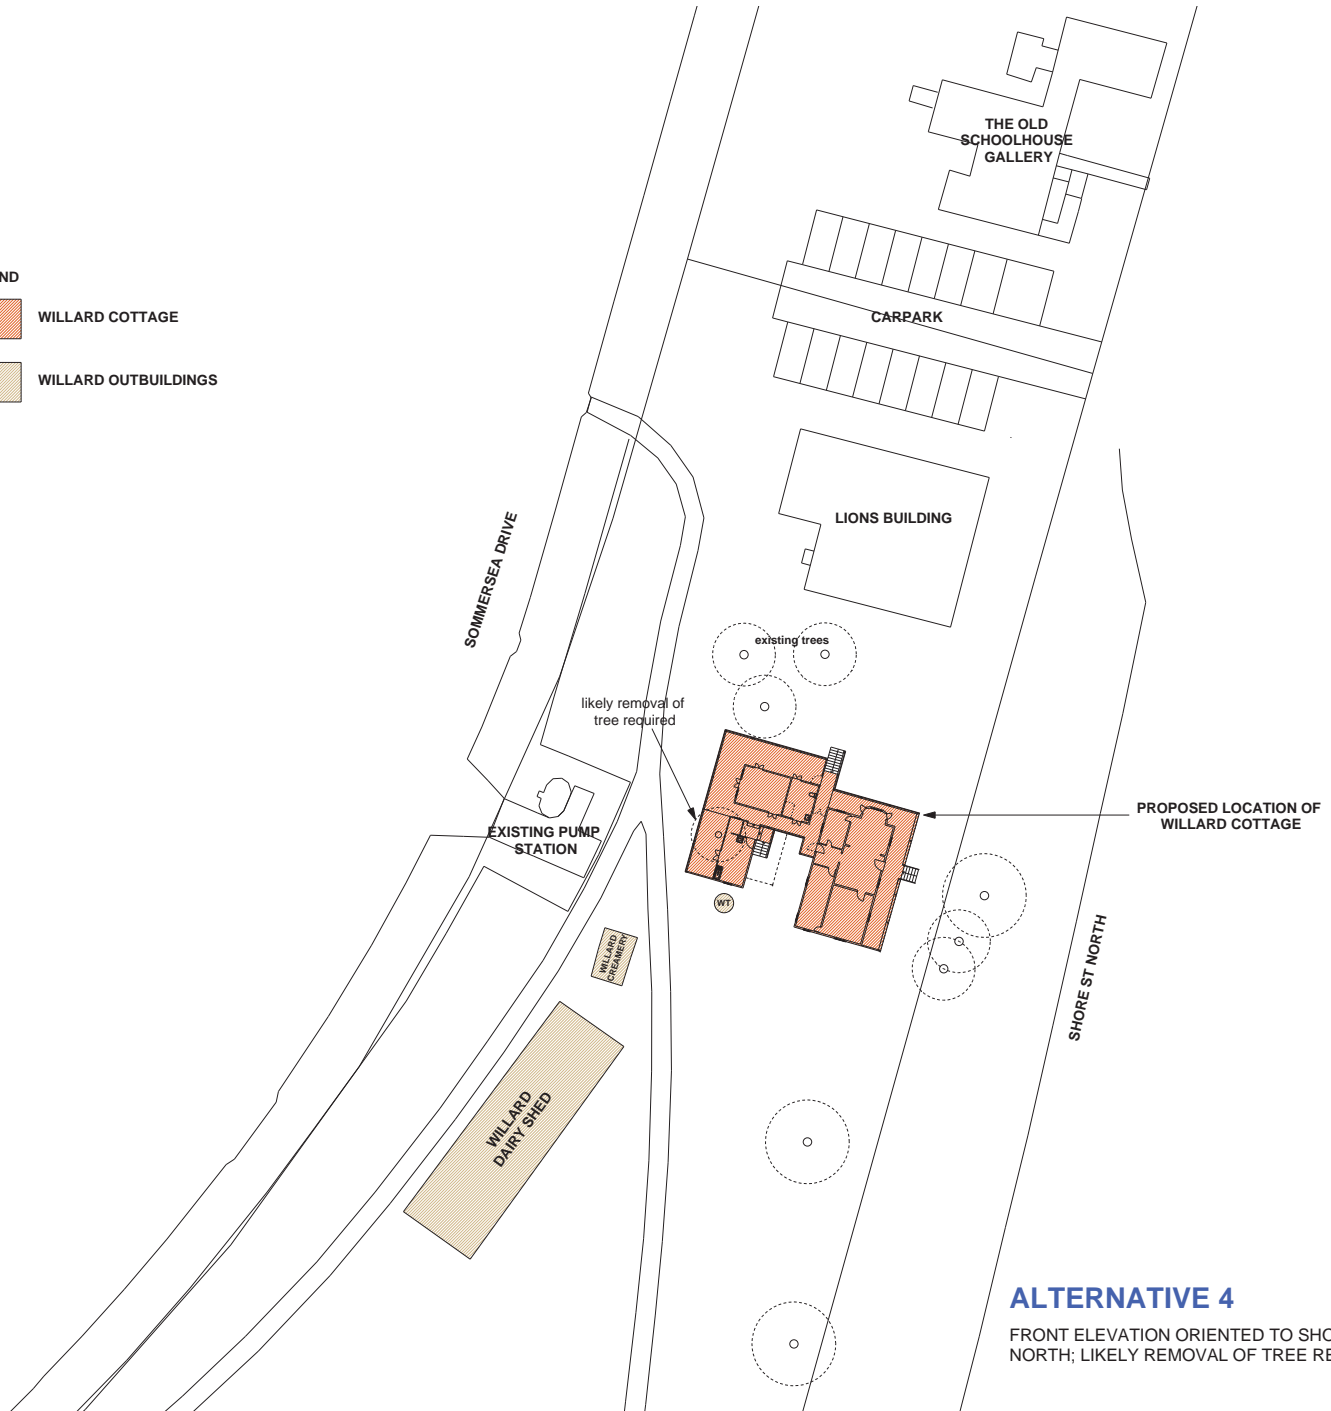 THE OLD
SCHOOLHOUSE
GALLERY
ND
WILLARD COTTAGE
CARPARK
WILLARD OUTBUILDINGS
LIONS BUILDING
SOMMERSEA DRIVE
existing trees
likely removal of
tree required
PROPOSED LOCATION OF
WILLARD COTTAGE
EXISTING PUMP
STATION
WT
WILLARD
CREAMERY
SHORE ST NORTH
WILLARD
DAIRY SHED
ALTERNATIVE 4
FRONT ELEVATION ORIENTED TO SHO
NORTH; LIKELY REMOVAL OF TREE RE